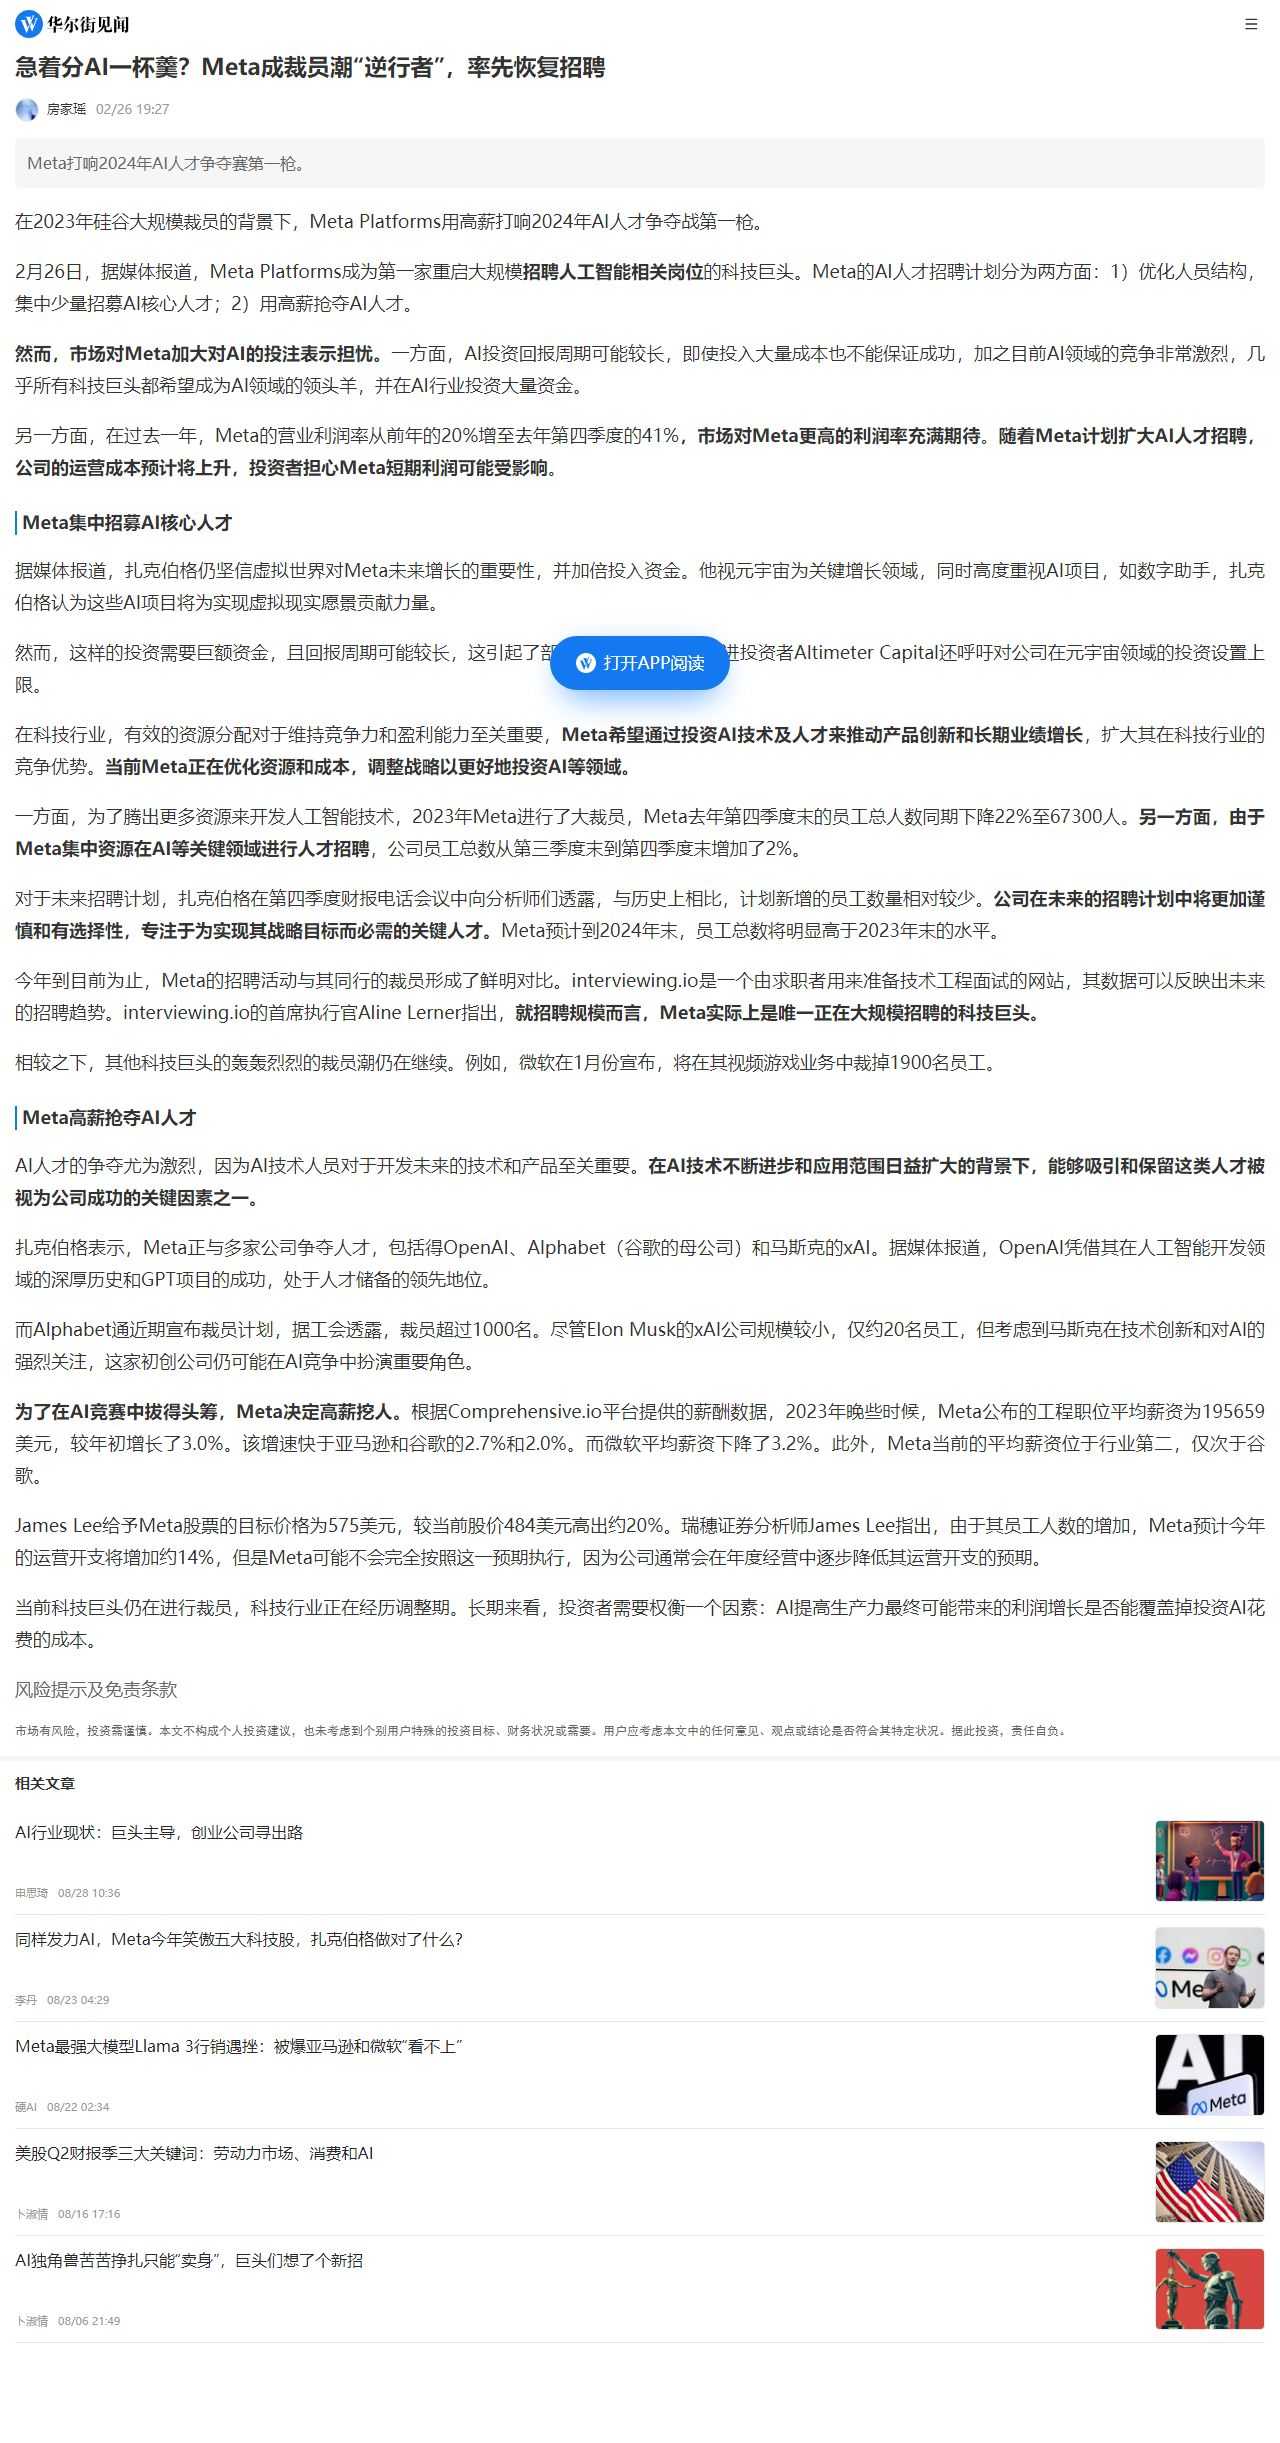 华尔街见闻
急着分AI一杯羹？Meta成裁员潮“逆行者”，率先恢复招聘
房家瑶 02/26 19:27
Meta打响2024年AI人才争夺赛第一枪。
在2023年硅谷大规模裁员的背景下，Meta Platforms用高薪打响2024年AI人才争夺战第一枪。
2月26日，据媒体报道，Meta Platforms成为第一家重启大规模招聘人工智能相关岗位的科技巨头。Meta的AI人才招聘计划分为两方面：1）优化人员结构，
集中少量招募AI核心人才；2）用高薪抢夺AI人才。
然而，市场对Meta加大对AI的投注表示担忧。一方面，AI投资回报周期可能较长，即使投入大量成本也不能保证成功，加之目前AI领域的竞争非常激烈，几
乎所有科技巨头都希望成为AI领域的领头羊，并在AI行业投资大量资金。
另一方面，在过去一年，Meta的营业利润率从前年的20%增至去年第四季度的41%，市场对Meta更高的利润率充满期待。随着Meta计划扩大AI人才招聘，
公司的运营成本预计将上升，投资者担心Meta短期利润可能受影响。
Meta集中招募AI核心人才
据媒体报道，扎克伯格仍坚信虚拟世界对Meta未来增长的重要性，并加倍投入资金。他视元宇宙为关键增长领域，同时高度重视AI项目，如数字助手，扎克
伯格认为这些AI项目将为实现虚拟现实愿景贡献力量。
然而，这样的投资需要巨额资金，且回报周期可能较长，这引起了部 打开APP阅读 进投资者Altimeter Capital还呼吁对公司在元宇宙领域的投资设置上
限。
在科技行业，有效的资源分配对于维持竞争力和盈利能力至关重要，Meta希望通过投资AI技术及人才来推动产品创新和长期业绩增长，扩大其在科技行业的
竞争优势。当前Meta正在优化资源和成本，调整战略以更好地投资AI等领域。
一方面，为了腾出更多资源来开发人工智能技术，2023年Meta进行了大裁员，Meta去年第四季度末的员工总人数同期下降22%至67300人。另一方面，由于
Meta集中资源在AI等关键领域进行人才招聘，公司员工总数从第三季度末到第四季度末增加了2%。
对于未来招聘计划，扎克伯格在第四季度财报电话会议中向分析师们透露，与历史上相比，计划新增的员工数量相对较少。公司在未来的招聘计划中将更加谨
慎和有选择性，专注于为实现其战略目标而必需的关键人才。Meta预计到2024年末，员工总数将明显高于2023年末的水平。
今年到目前为止，Meta的招聘活动与其同行的裁员形成了鲜明对比。interviewing.io是一个由求职者用来准备技术工程面试的网站，其数据可以反映出未来
的招聘趋势。interviewing.io的首席执行官Aline Lerner指出，就招聘规模而言，Meta实际上是唯一正在大规模招聘的科技巨头。
相较之下，其他科技巨头的轰轰烈烈的裁员潮仍在继续。例如，微软在1月份宣布，将在其视频游戏业务中裁掉1900名员工。
Meta高薪抢夺AI人才
AI人才的争夺尤为激烈，因为AI技术人员对于开发未来的技术和产品至关重要。在AI技术不断进步和应用范围日益扩大的背景下，能够吸引和保留这类人才被
视为公司成功的关键因素之一。
扎克伯格表示，Meta正与多家公司争夺人才，包括得OpenAI、Alphabet（谷歌的母公司）和马斯克的xAI。据媒体报道，OpenAI凭借其在人工智能开发领
域的深厚历史和GPT项目的成功，处于人才储备的领先地位。
而Alphabet通近期宣布裁员计划，据工会透露，裁员超过1000名。尽管Elon Musk的xAI公司规模较小，仅约20名员工，但考虑到马斯克在技术创新和对AI的
强烈关注，这家初创公司仍可能在AI竞争中扮演重要角色。
为了在AI竞赛中拔得头筹，Meta决定高薪挖人。根据Comprehensive.io平台提供的薪酬数据，2023年晚些时候，Meta公布的工程职位平均薪资为195659
美元，较年初增长了3.0%。该增速快于亚马逊和谷歌的2.7%和2.0%。而微软平均薪资下降了3.2%。此外，Meta当前的平均薪资位于行业第二，仅次于谷
歌。
James Lee给予Meta股票的目标价格为575美元，较当前股价484美元高出约20%。瑞穗证券分析师James Lee指出，由于其员工人数的增加，Meta预计今年
的运营开支将增加约14%，但是Meta可能不会完全按照这一预期执行，因为公司通常会在年度经营中逐步降低其运营开支的预期。
当前科技巨头仍在进行裁员，科技行业正在经历调整期。长期来看，投资者需要权衡一个因素：AI提高生产力最终可能带来的利润增长是否能覆盖掉投资AI花
费的成本。
风险提示及免责条款
市场有风险，投资需谨慎。本文不构成个人投资建议，也未考虑到个别用户特殊的投资目标、财务状况或需要。用户应考虑本文中的任何意见、观点或结论是否符合其特定状况。据此投资，责任自负。
相关文章
AI行业现状：巨头主导，创业公司寻出路
申思琦 08/28 10:36
同样发力AI，Meta今年笑傲五大科技股，扎克伯格做对了什么？
Me
李丹 08/23 04:29
Meta最强大模型Llama 3行销遇挫：被爆亚马逊和微软“看不上”
AI
Meta
硬AI 08/22 02:34
美股Q2财报季三大关键词：劳动力市场、消费和AI
卜淑情 08/16 17:16
AI独角兽苦苦挣扎只能“卖身”，巨头们想了个新招
卜淑情 08/06 21:49